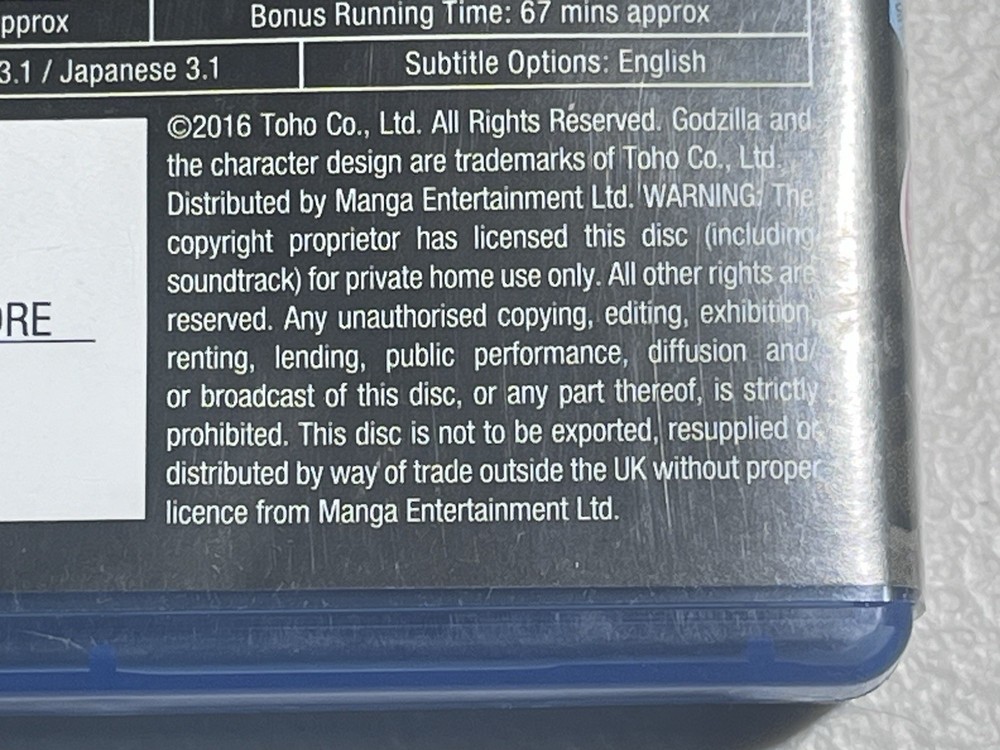 pprox
Bonus Running Time: 67 mins approx
3.1 / Japanese 3.1
Subtitle Options: English
©2016 Toho Co., Ltd. All Rights Reserved. Godzilla and
the character design are trademarks of Toho Co., Ltd.
Distributed by Manga Entertainment Ltd. WARNING: The
copyright proprietor has licensed this disc (including
soundtrack) for private home use only. All other rights are
reserved. Any unauthorised copying, editing, exhibition,
renting, lending, public performance, diffusion and/
or broadcast of this disc, or any part thereof, is strictly
prohibited. This disc is not to be exported, resupplied or
distributed by way of trade outside the UK without proper
licence from Manga Entertainment Ltd.
ORE